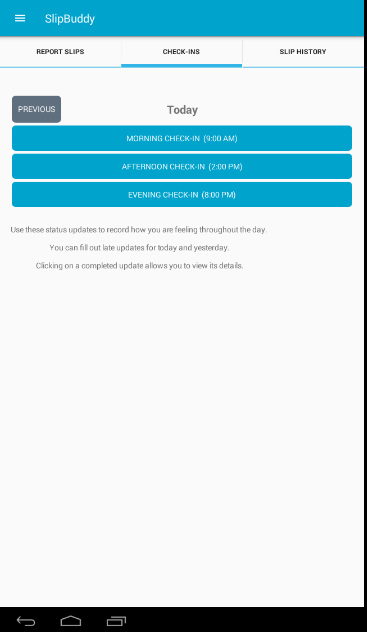 SlipBuddy
REPORT SLIPS
CHECK-INS
SLIP HISTORY
PREVIOUS
Today
MORNING CHECK-IN (9:00 AM)
AFTERNOON CHECK-IN (2:00 PM)
EVENING CHECK-IN (8:00 PM)
Use these status updates to record how you are feeling throughout the day.
You can fill out late updates for today and yesterday.
Clicking on a completed update allows you to view its details.